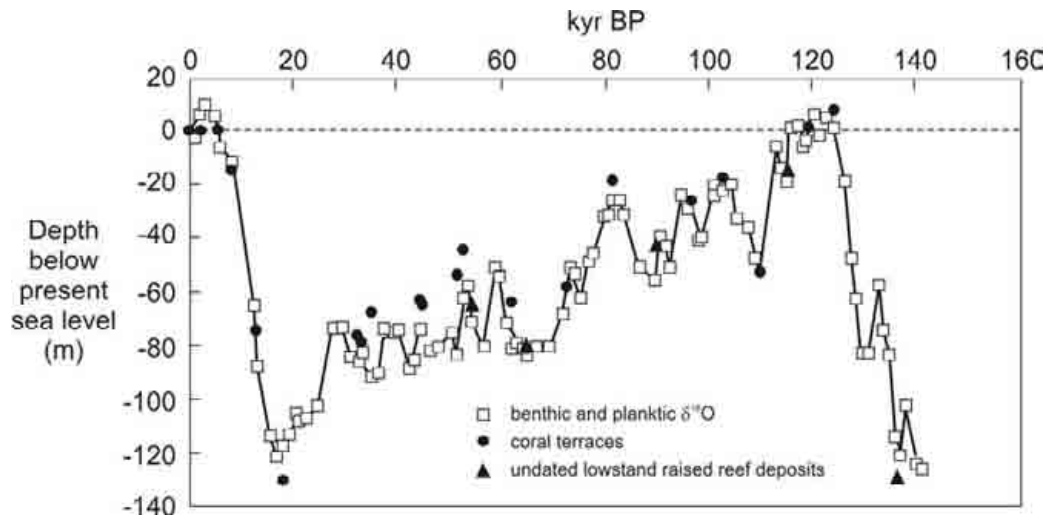 kyr BP
0 20 40 60 80 100 120 140 160
20
0
-20
-40
-60
-80
-100
-120
-140
Depth
below
present
sea level
(m)
benthic and planktic δ¹⁸O
coral terraces
undated lowstand raised reef deposits